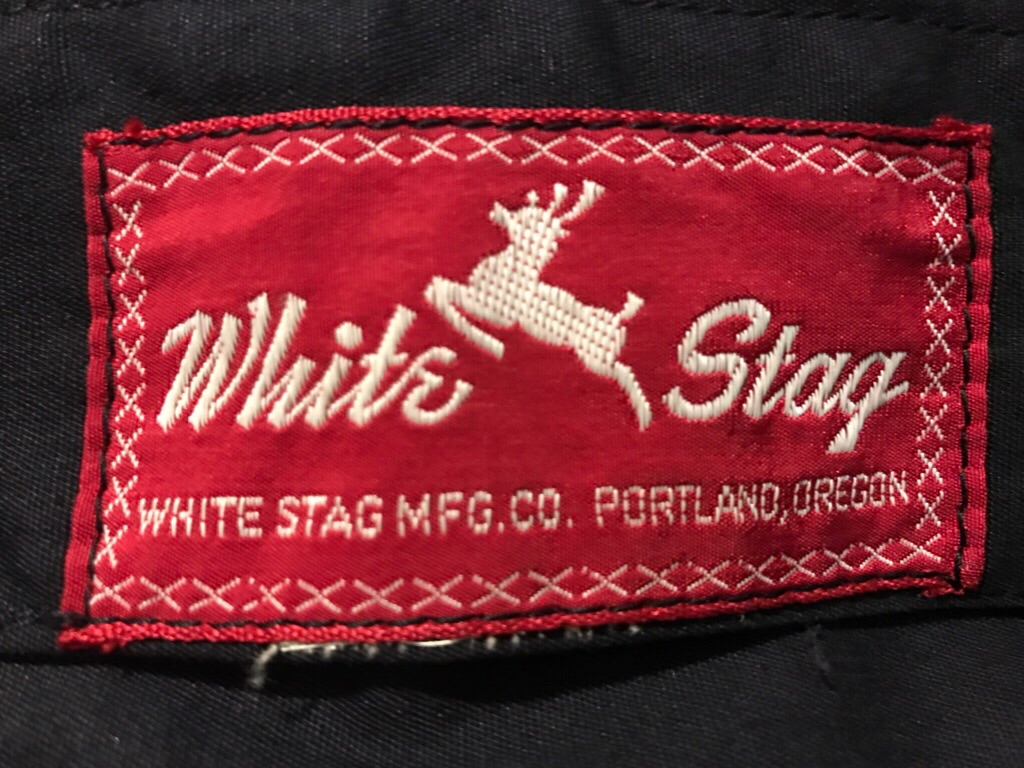 White Stag
WHITE STAG MFG.CO. PORTLAND, OREGON